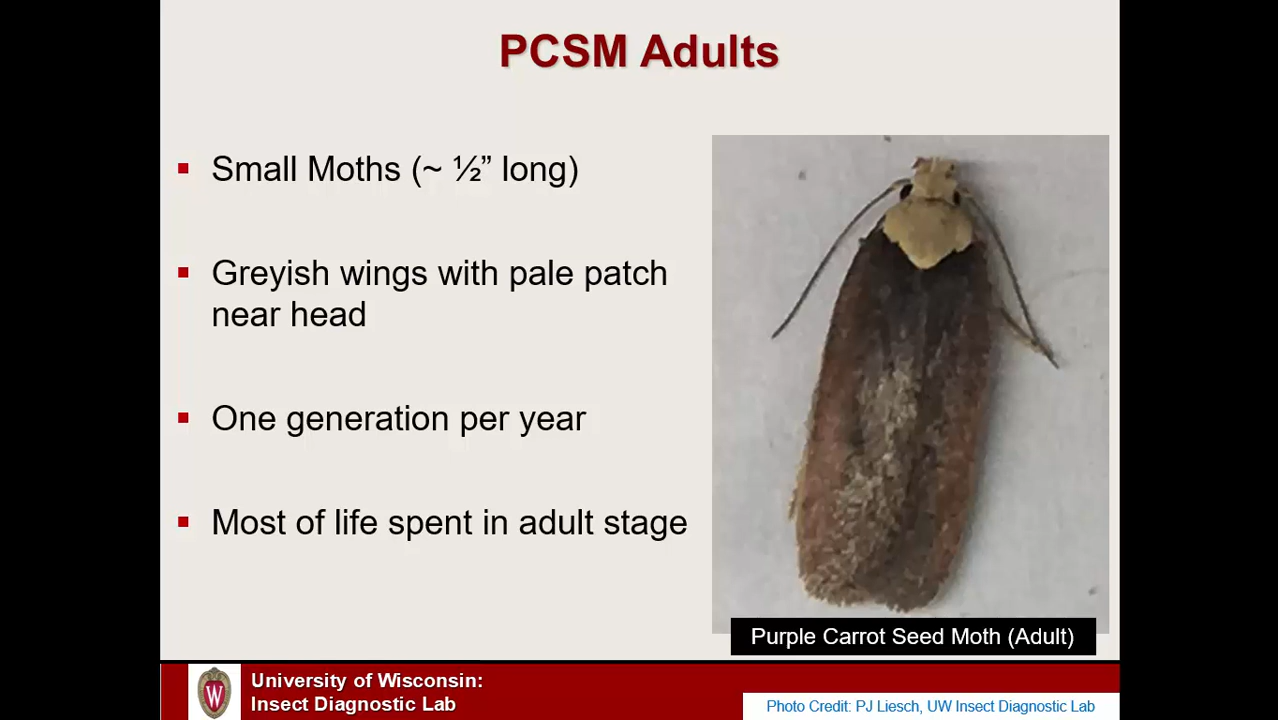 PCSM Adults
Small Moths (~ ½” long)
Greyish wings with pale patch
near head
One generation per year
Most of life spent in adult stage
Purple Carrot Seed Moth (Adult)
W
University of Wisconsin:
Insect Diagnostic Lab
Photo Credit: PJ Liesch, UW Insect Diagnostic Lab